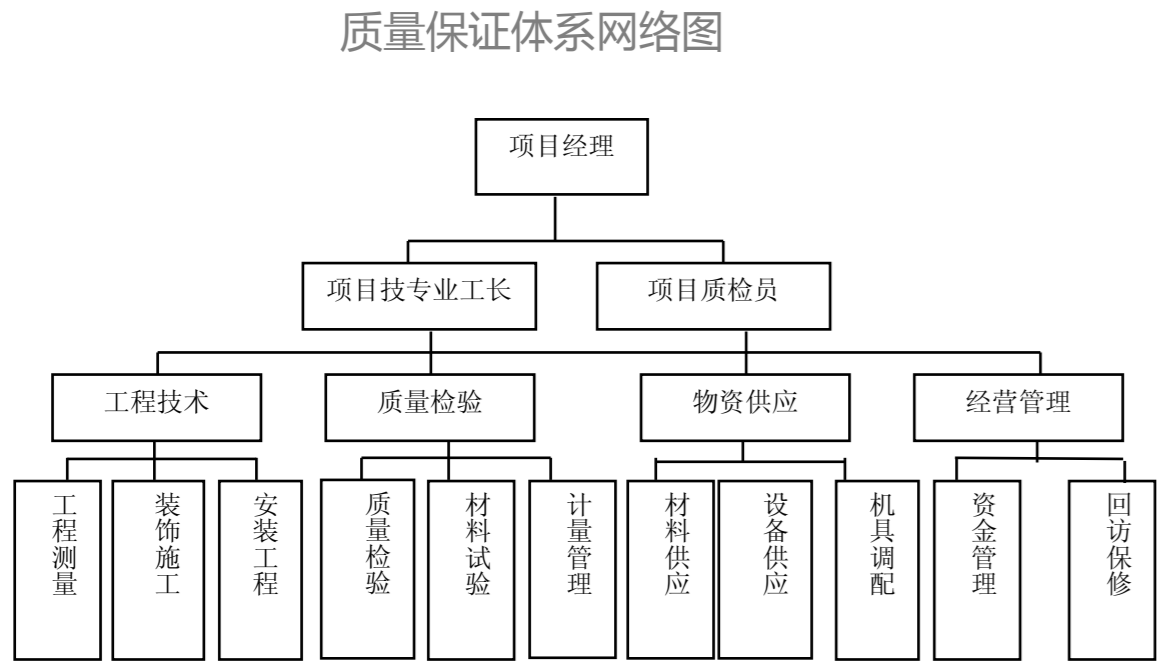 质量保证体系网络图
项目经理
项目技专业工长
项目质检员
工程技术
质量检验
物资供应
经营管理
工程测量
装饰施工
安装工程
质量检验
材料试验
计量管理
材料供应
设备供应
机具调配
资金管理
回访保修